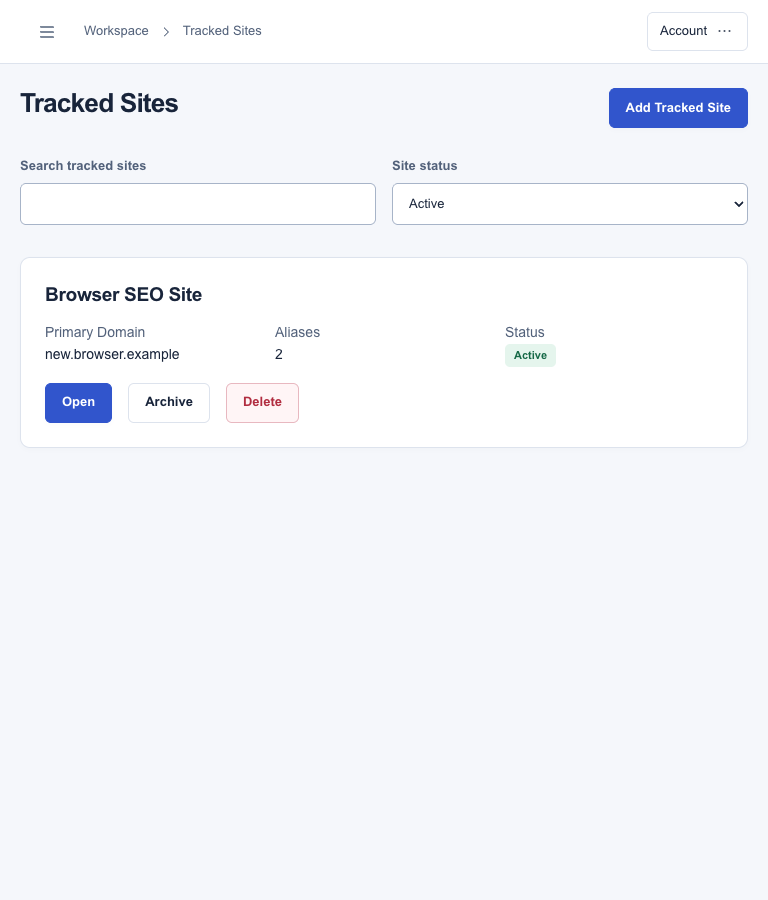 Workspace > Tracked Sites
Account ···
Tracked Sites
Add Tracked Site
Search tracked sites
Site status
Active
Browser SEO Site
Primary Domain
Aliases
Status
new.browser.example
2
Active
Open
Archive
Delete